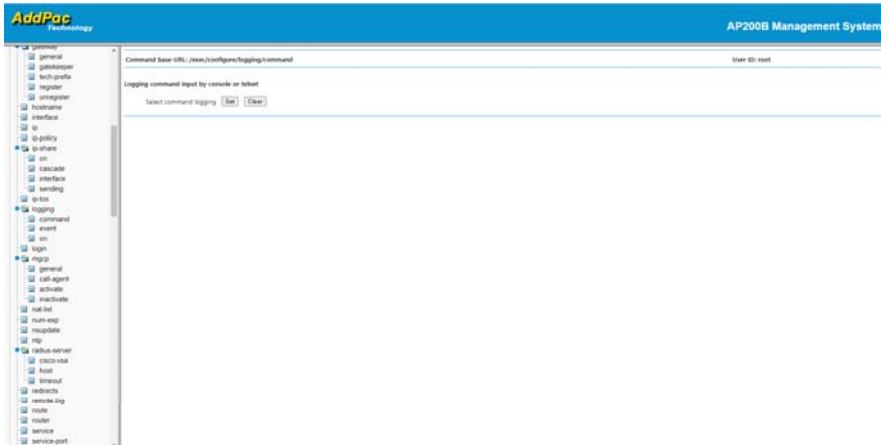 AddPac
Technology
AP200B Management System
gateway
general
gatekeeper
tech-prefix
register
unregister
hostname
interface
ip
ip-policy
ip-share
on
cascade
interface
sending
ip-tos
logging
command
event
on
login
mgcp
general
call-agent
activate
inactivate
nat-list
num-exp
nsupdate
ntp
radius-server
cisco-vsa
host
timeout
redirects
remote-log
route
router
service
service-port
Command base URL: /exec/configure/logging/command
User ID: root
Logging command input by console or telnet
Select command logging Set Clear